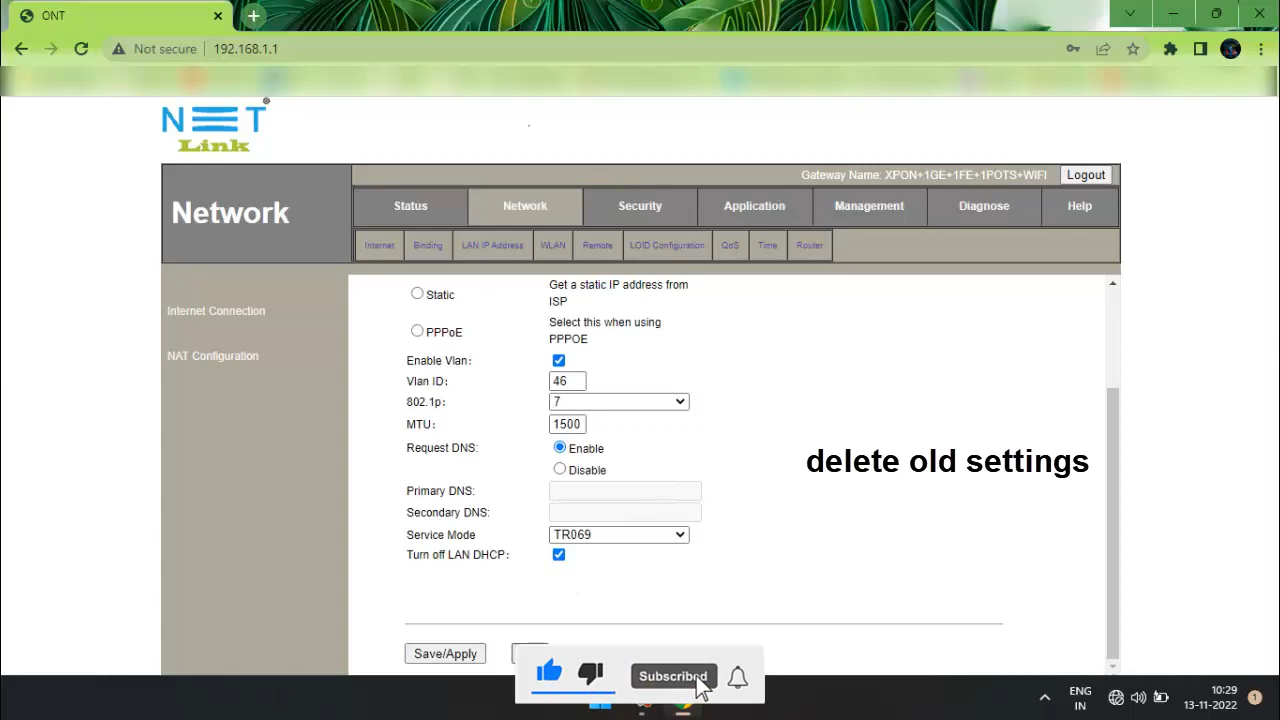 ONT
Not secure 192.168.1.1
NET
Link
Gateway Name: XPON+1GE+1FE+1POTS+WIFI Logout
Network
Status Network Security Application Management Diagnose Help
Internet Binding LAN IP Address WLAN Remote LOID Configuration QoS Time Router
Internet Connection
NAT Configuration
Static
Get a static IP address from
ISP
PPPoE
Select this when using
PPPOE
Enable Vlan:
Vlan ID: 46
802.1p: 7
MTU: 1500
Request DNS: Enable
Disable
Primary DNS:
Secondary DNS:
Service Mode TR069
Turn off LAN DHCP:
delete old settings
Save/Apply
Subscribed
ENG
IN
10:29
13-11-2022
1